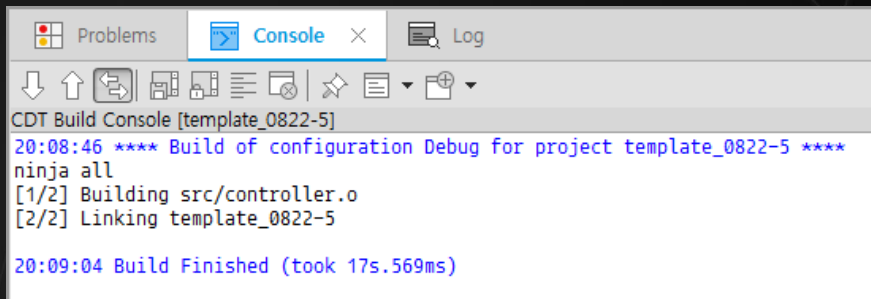 Problems Console Log
CDT Build Console [template_0822-5]
20:08:46 **** Build of configuration Debug for project template_0822-5 ****
ninja all
[1/2] Building src/controller.o
[2/2] Linking template_0822-5
20:09:04 Build Finished (took 17s.569ms)